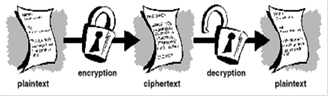 encryption decryption
plaintext ciphertext plaintext